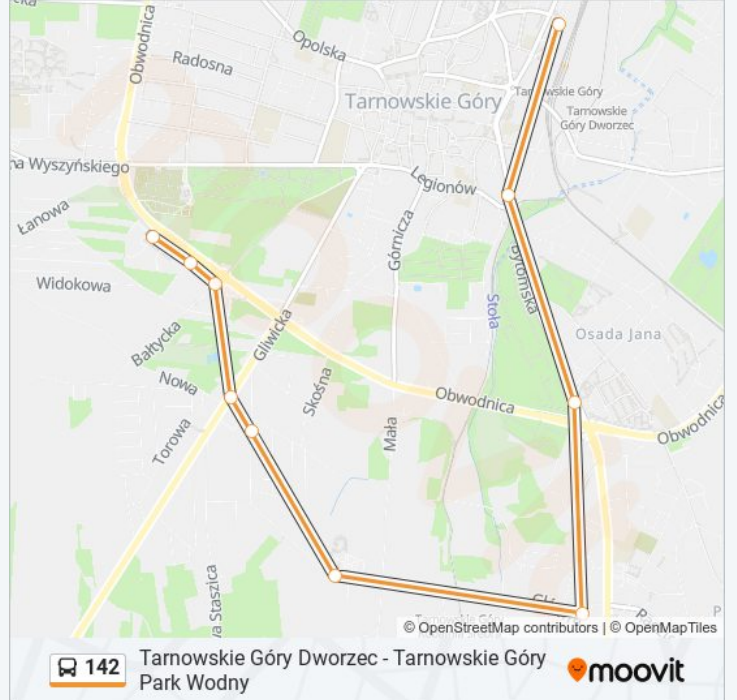 Obwodnica
Opolska
Radosna
Tarnowskie Góry
Tarnowskie Góry
Tarnowskie
Góry Dworzec
na Wyszyńskiego
Legionów
Łanowa
Górnicza
Bytomska
Widokowa
Stoła
Gliwicka
Bałtycka
Osada Jana
Nowa
Skośna
Obwodnica
Mała
Obwodnica
Torowa
wa Staszica
© OpenStreetMap contributors | © OpenMapTiles
142
Tarnowskie Góry Dworzec - Tarnowskie Góry
Park Wodny
moovit